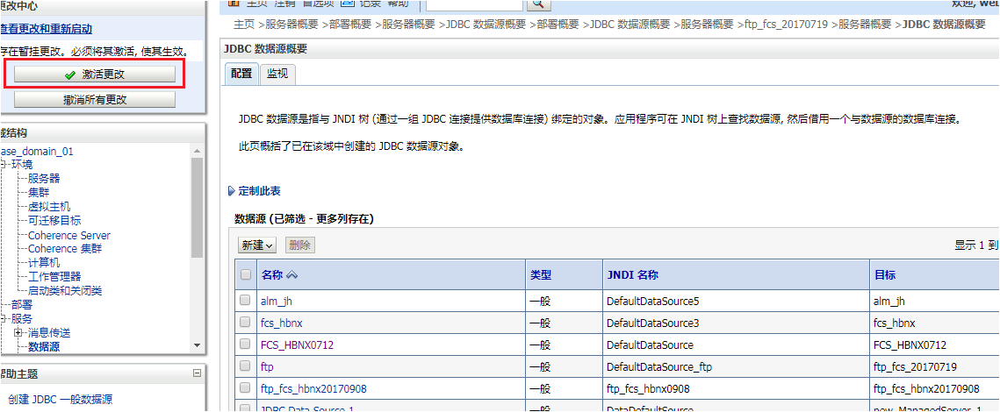 更改中心
查看更改和重新启动
存在暂挂更改。必须将其激活, 使其生效。
激活更改
撤消所有更改
域结构
ase_domain_01
环境
服务器
集群
虚拟主机
可迁移目标
Coherence Server
Coherence 集群
计算机
工作管理器
启动类和关闭类
部署
服务
消息传送
数据源
帮助主题
创建 JDBC 一般数据源
主页 注销 首选项 记录 帮助
欢迎, we
主页 >服务器概要 >部署概要 >服务器概要 >JDBC 数据源概要 >部署概要 >JDBC 数据源概要 >服务器概要 >ftp_fcs_20170719 >服务器概要 >JDBC 数据源概要
JDBC 数据源概要
配置 监视
JDBC 数据源是指与 JNDI 树 (通过一组 JDBC 连接提供数据库连接) 绑定的对象。应用程序可在 JNDI 树上查找数据源, 然后借用一个与数据源的数据库连接。
此页概括了已在该域中创建的 JDBC 数据源对象。
定制此表
数据源 (已筛选 - 更多列存在)
新建 删除 显示 1 到
名称 类型 JNDI 名称 目标
alm_jh 一般 DefaultDataSource5 alm_jh
fcs_hbnx 一般 DefaultDataSource3 fcs_hbnx
FCS_HBNX0712 一般 DefaultDataSource FCS_HBNX0712
ftp 一般 DefaultDataSource_ftp ftp_fcs_20170719
ftp_fcs_hbnx20170908 一般 ftp_fcs_hbnx0908 ftp_fcs_hbnx20170908
JDBC Data Source-1 一般 DataDefaultSource new_ManagedServer_1